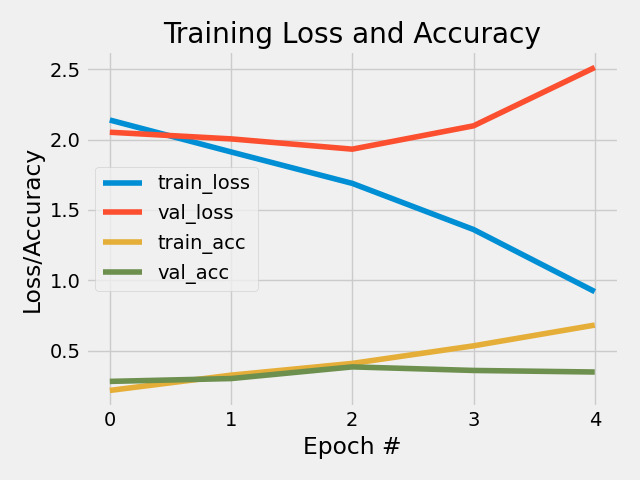 Training Loss and Accuracy
Loss/Accuracy
2.5
2.0
1.5
1.0
0.5
train_loss
val_loss
train_acc
val_acc
0 1 2 3 4
Epoch #